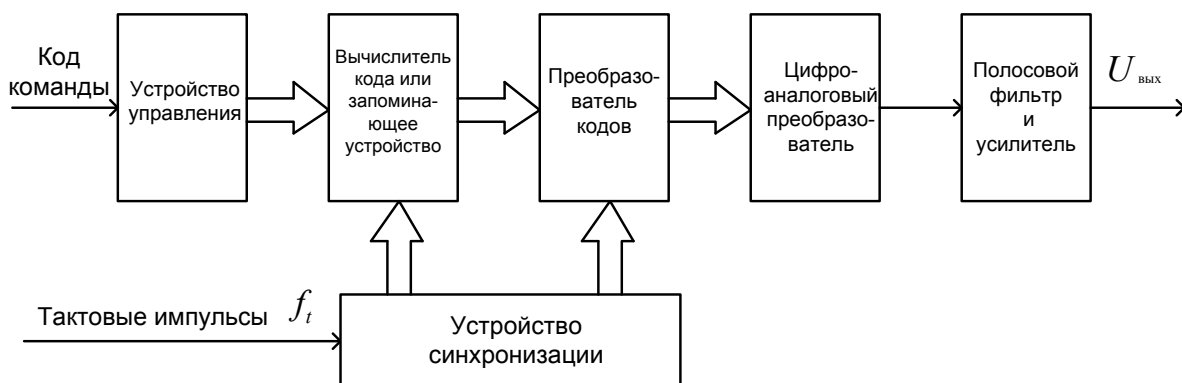 Код
команды
Устройство
управления
Вычислитель
кода или
запомина-
ющее
устройство
Преобразо-
ватель
кодов
Цифро-
аналоговый
преобразо-
ватель
Полосовой
фильтр
и
усилитель
U вых
Тактовые импульсы f t
Устройство
синхронизации